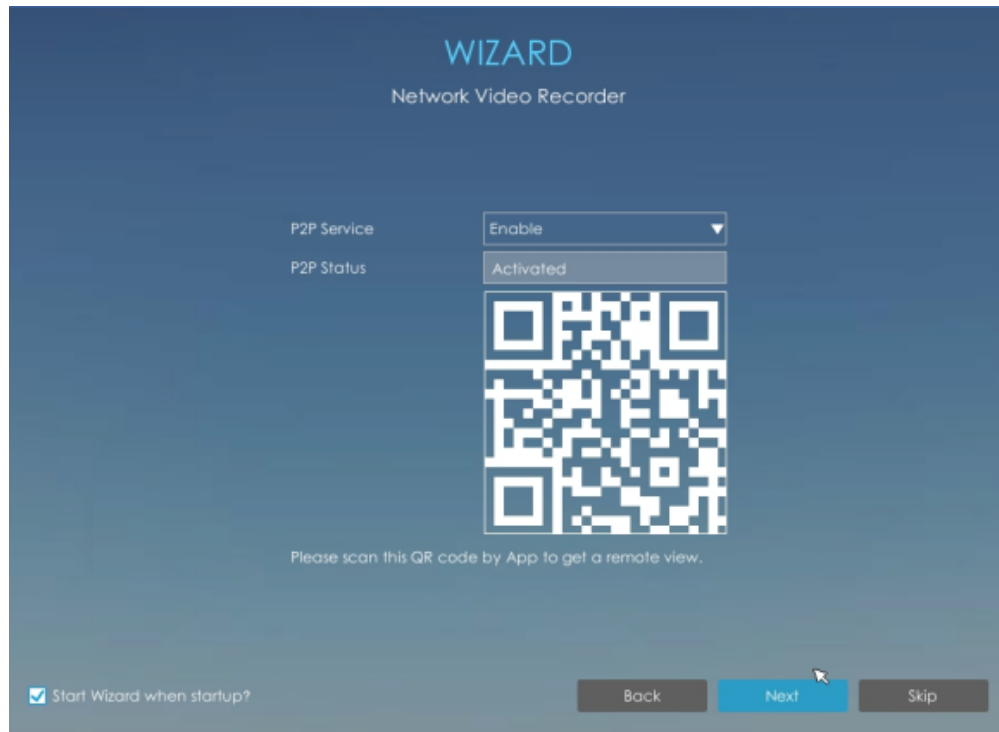 WIZARD
Network Video Recorder
P2P Service Enable
P2P Status Activated
Please scan this QR code by App to get a remote view.
Start Wizard when startup? Back Next Skip